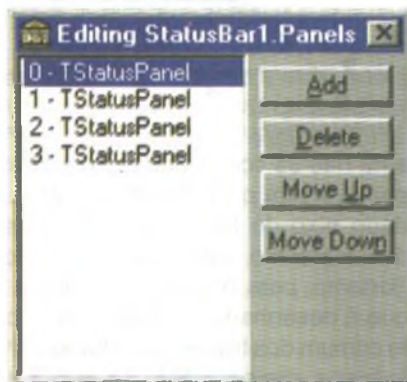 Editing StatusBar1.Panels
0 - TStatusPanel
1 - TStatusPanel
2 - TStatusPanel
3 - TStatusPanel
Add
Delete
Move Up
Move Down